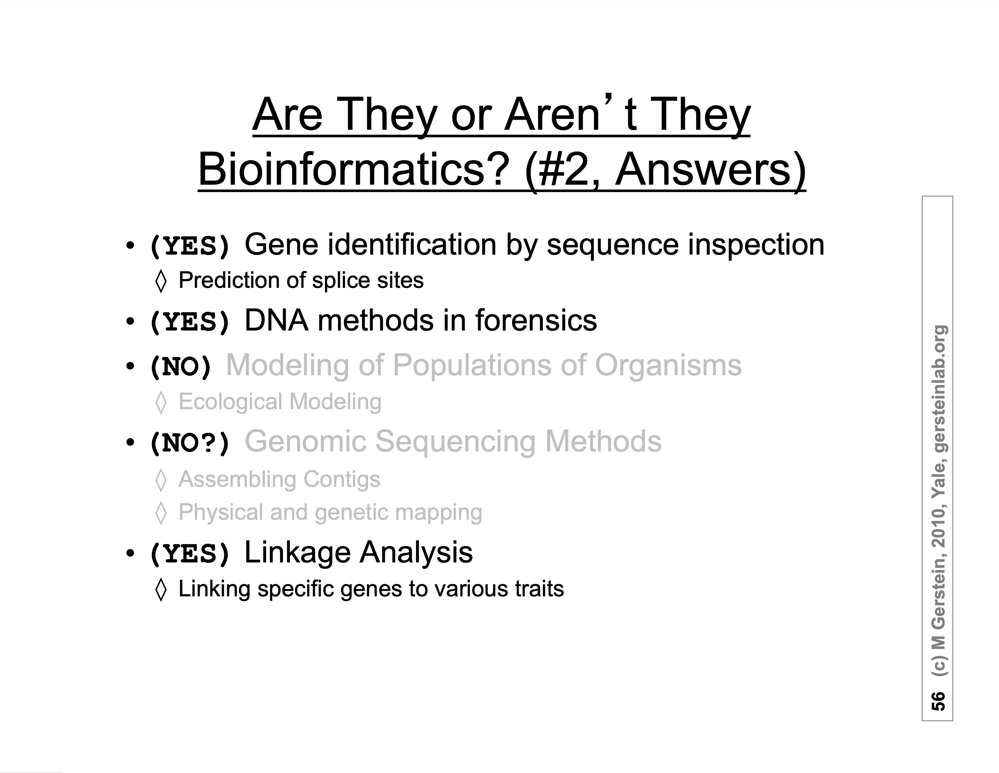 Are They or Aren’t They
Bioinformatics? (#2, Answers)
• (YES) Gene identification by sequence inspection
◊ Prediction of splice sites
• (YES) DNA methods in forensics
• (NO) Modeling of Populations of Organisms
◊ Ecological Modeling
• (NO?) Genomic Sequencing Methods
◊ Assembling Contigs
◊ Physical and genetic mapping
• (YES) Linkage Analysis
◊ Linking specific genes to various traits
56 (c) M Gerstein, 2010, Yale, gersteinlab.org